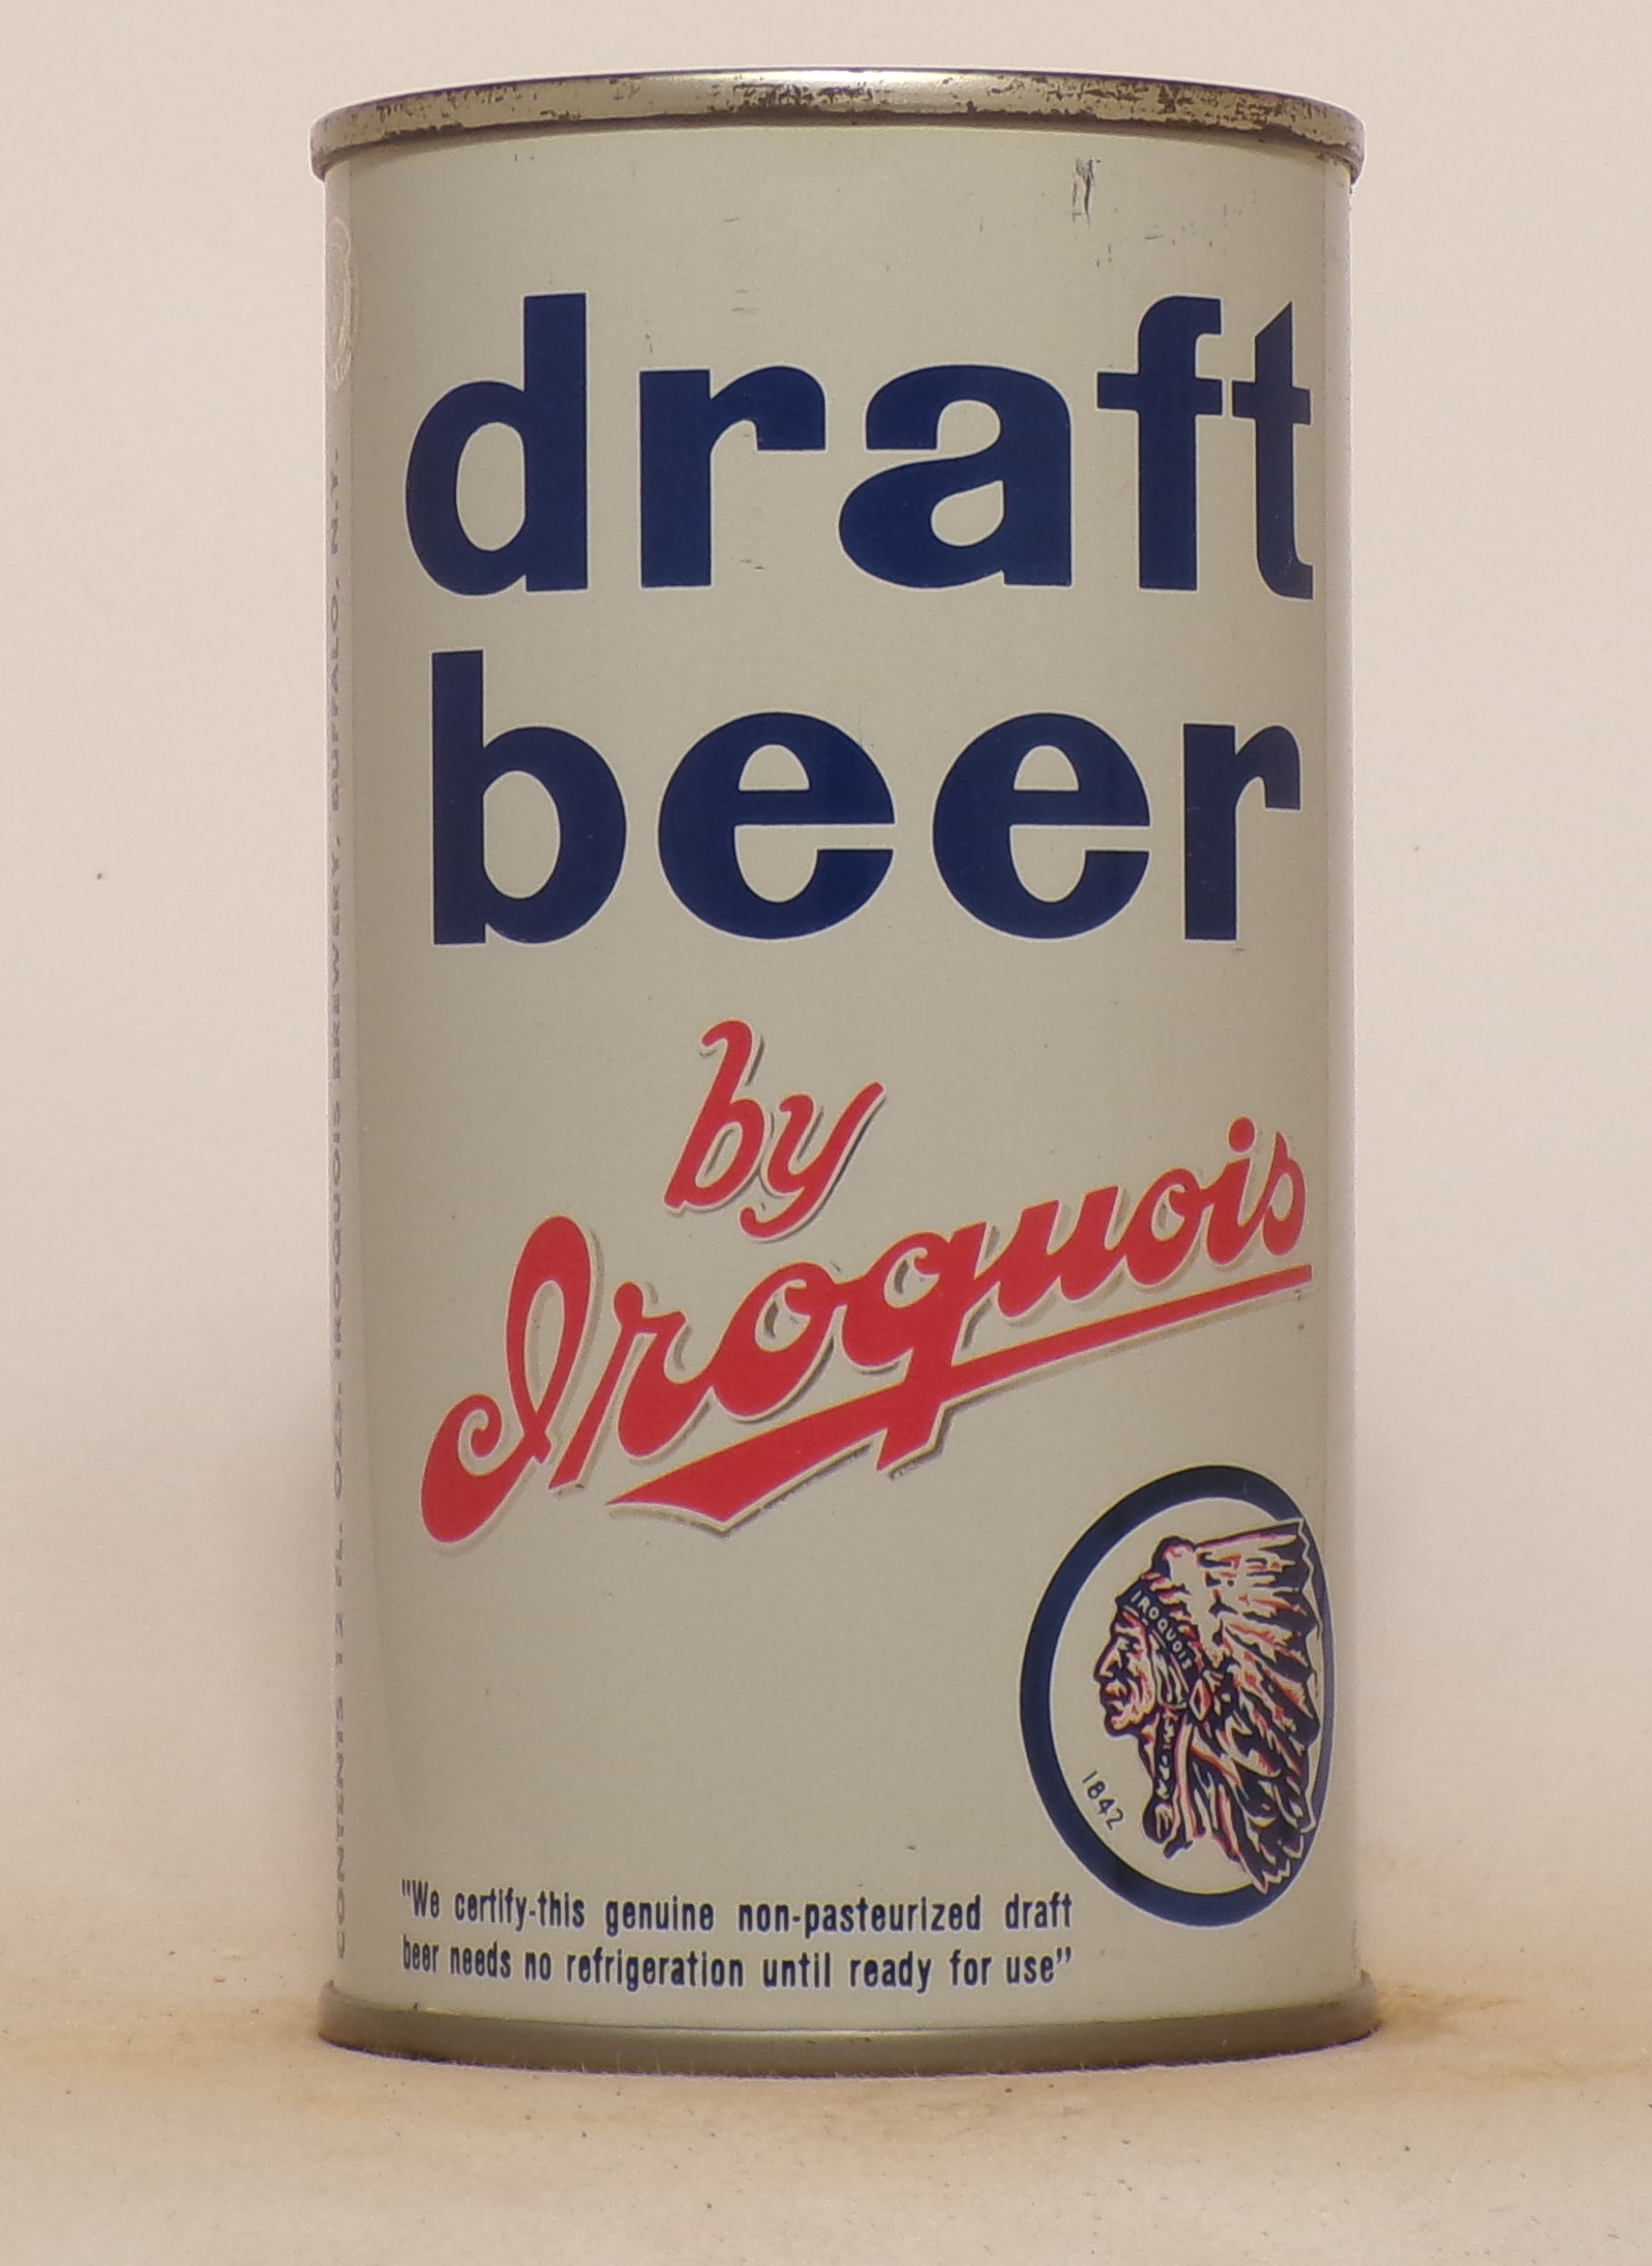 draft
beer
by
Iroquois
IROQUOIS
1842
"We certify-this genuine non-pasteurized draft
beer needs no refrigeration until ready for use"
CONTENTS 12 FL. OZS. IROQUOIS BREWERY, BUFFALO, N.Y.